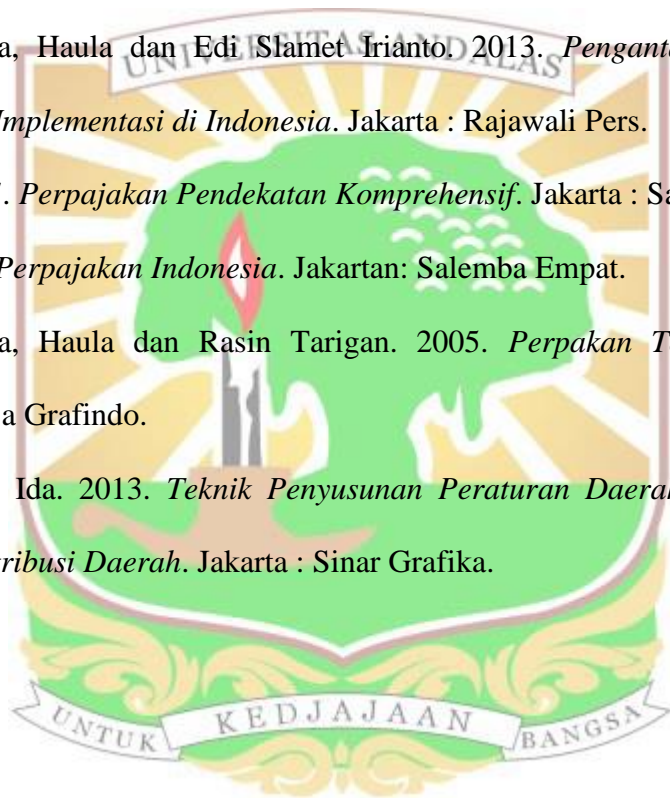 UNIVERSITAS ANDALAS
a, Haula dan Edi Slamet Irianto. 2013. Penganta
Implementasi di Indonesia. Jakarta : Rajawali Pers.
. Perpajakan Pendekatan Komprehensif. Jakarta : Sa
Perpajakan Indonesia. Jakartan: Salemba Empat.
a, Haula dan Rasin Tarigan. 2005. Perpakan T
a Grafindo.
Ida. 2013. Teknik Penyusunan Peraturan Daera
ribusi Daerah. Jakarta : Sinar Grafika.
UNTUK KEDJAJAAN BANGSA